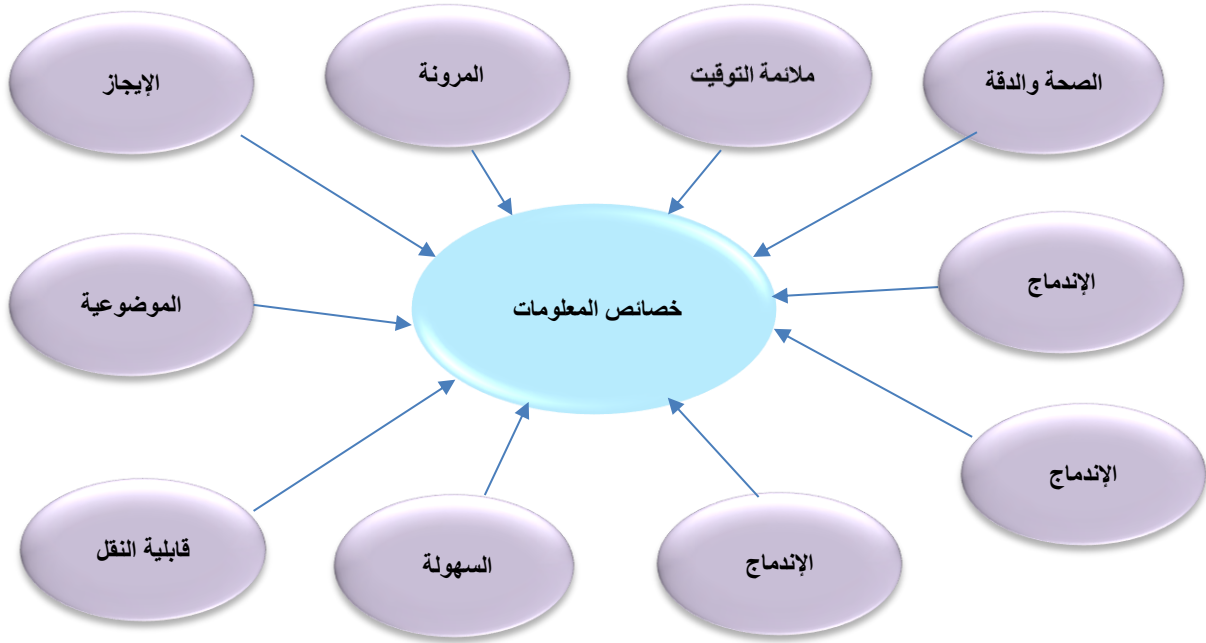 الصحة والدقة
ملائمة التوقيت
المرونة
الإيجاز
الإندماج
الموضوعية
خصائص المعلومات
الإندماج
الإندماج
السهولة
قابلية النقل